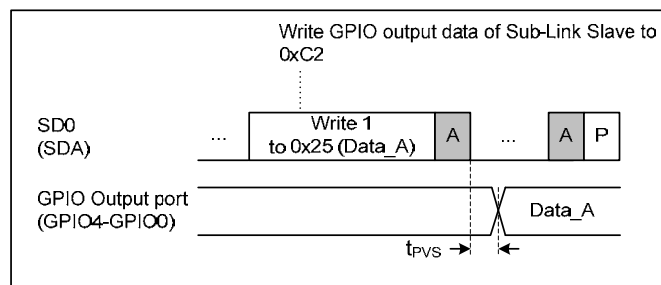 Write GPIO output data of Sub-Link Slave to
0xC2
SD0
(SDA)
...
Write 1
to 0x25 (Data_A)
A
...
A
P
GPIO Output port
(GPIO4-GPIO0)
Data_A
tPVS